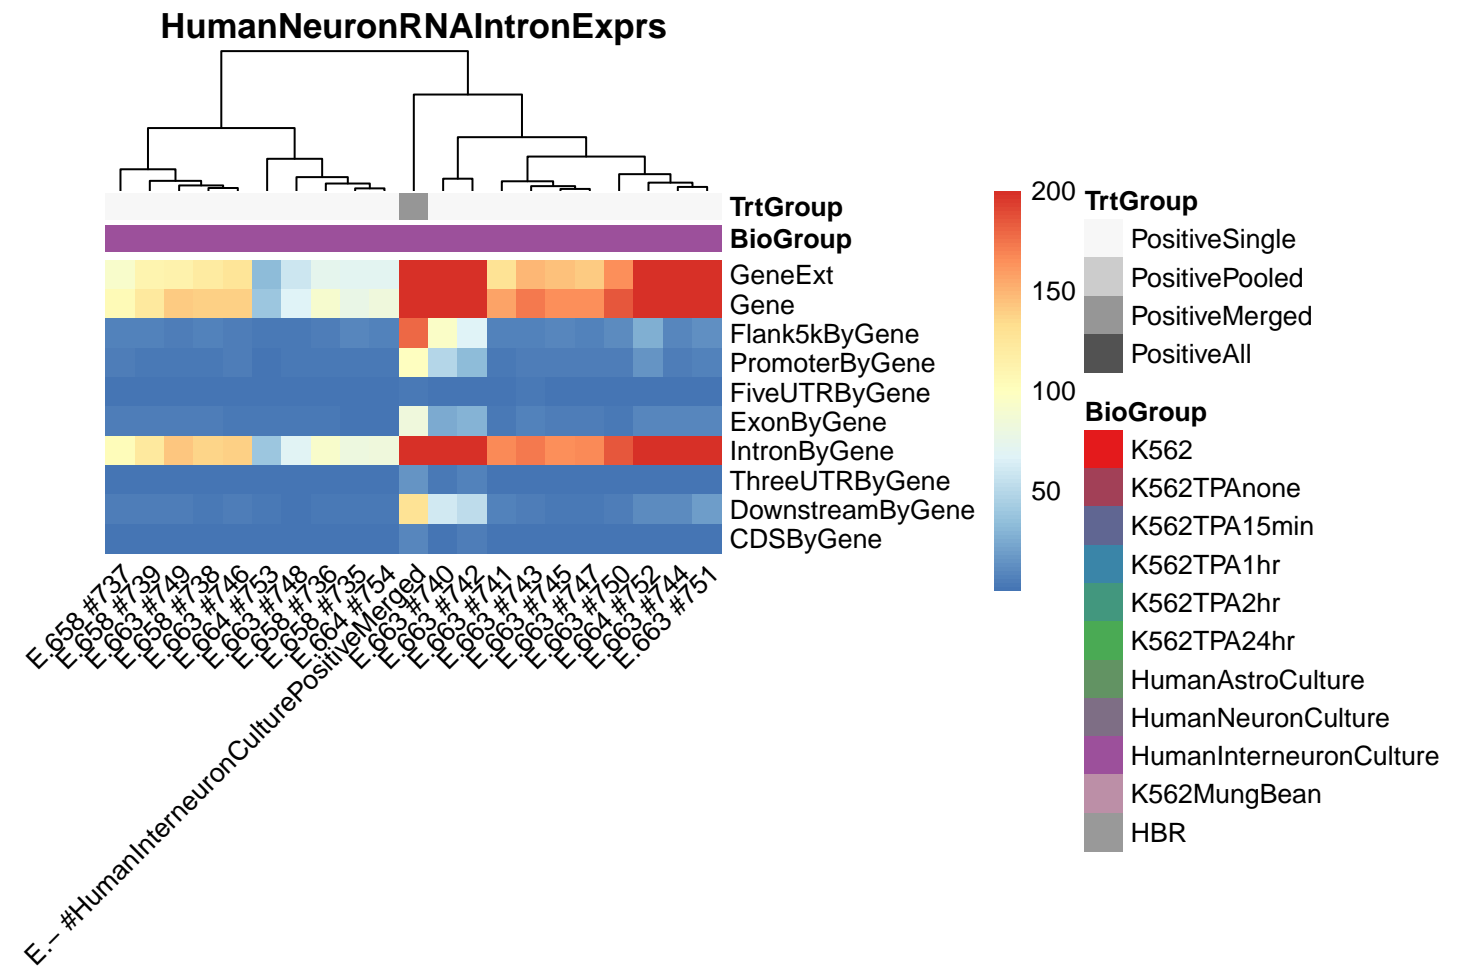 HumanNeuronRNAIntronExprs
TrtGroup
BioGroup
GeneExt
Gene
Flank5kByGene
PromoterByGene
FiveUTRByGene
ExonByGene
IntronByGene
ThreeUTRByGene
DownstreamByGene
CDSByGene
E.658 #737
E.658 #739
E.663 #749
E.658 #738
E.663 #746
E.664 #753
E.663 #748
E.658 #736
E.658 #735
E.664 #754
E.– #HumanInterneuronCulturePositiveMerged
E.663 #740
E.663 #742
E.663 #741
E.663 #743
E.663 #745
E.663 #747
E.663 #750
E.664 #752
E.663 #744
E.663 #751
200
150
100
50
TrtGroup
PositiveSingle
PositivePooled
PositiveMerged
PositiveAll
BioGroup
K562
K562TPAnone
K562TPA15min
K562TPA1hr
K562TPA2hr
K562TPA24hr
HumanAstroCulture
HumanNeuronCulture
HumanInterneuronCulture
K562MungBean
HBR